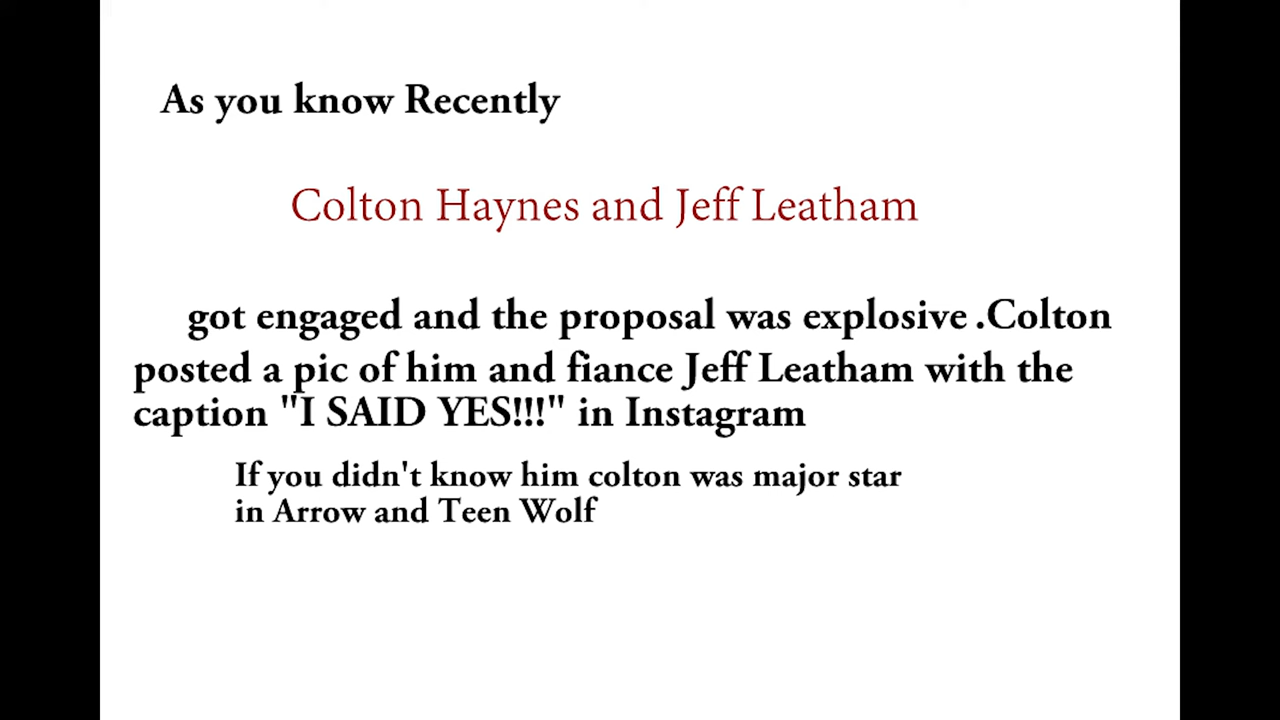 As you know Recently
Colton Haynes and Jeff Leatham
got engaged and the proposal was explosive .Colton
posted a pic of him and fiance Jeff Leatham with the
caption "I SAID YES!!!" in Instagram
If you didn't know him colton was major star
in Arrow and Teen Wolf